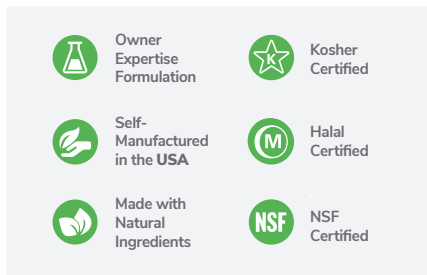 Owner
Expertise
Formulation
K
Kosher
Certified
Self-
Manufactured
in the USA
M
Halal
Certified
Made with
Natural
Ingredients
NSF
NSF
Certified